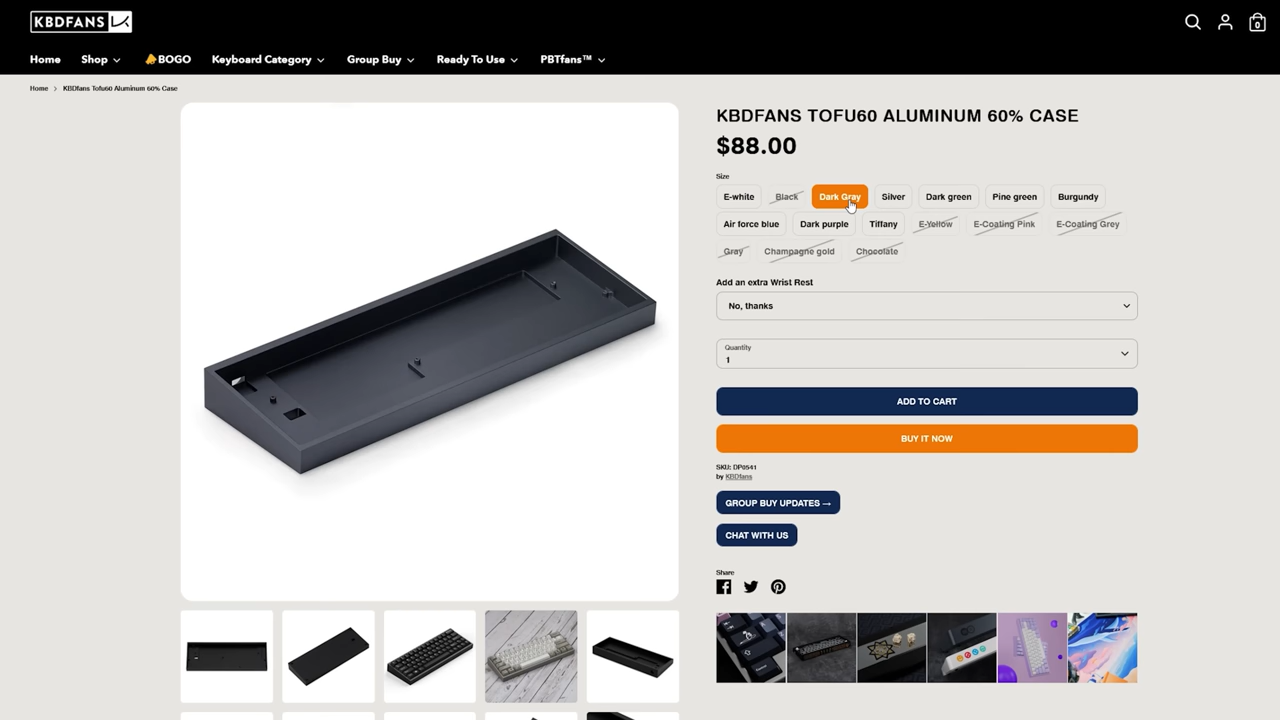 KBDFANS
0
Home Shop BOGO Keyboard Category Group Buy Ready To Use PBTfans™
Home > KBDfans Tofu60 Aluminum 60% Case
KBDFANS TOFU60 ALUMINUM 60% CASE
$88.00
Size
E-white Black Dark Gray Silver Dark green Pine green Burgundy
Air force blue Dark purple Tiffany E-Yellow E-Coating Pink E-Coating Grey
Gray Champagne gold Chocolate
Add an extra Wrist Rest
No, thanks
Quantity
1
ADD TO CART
BUY IT NOW
SKU: DP0541
by KBDfans
GROUP BUY UPDATES →
CHAT WITH US
Share